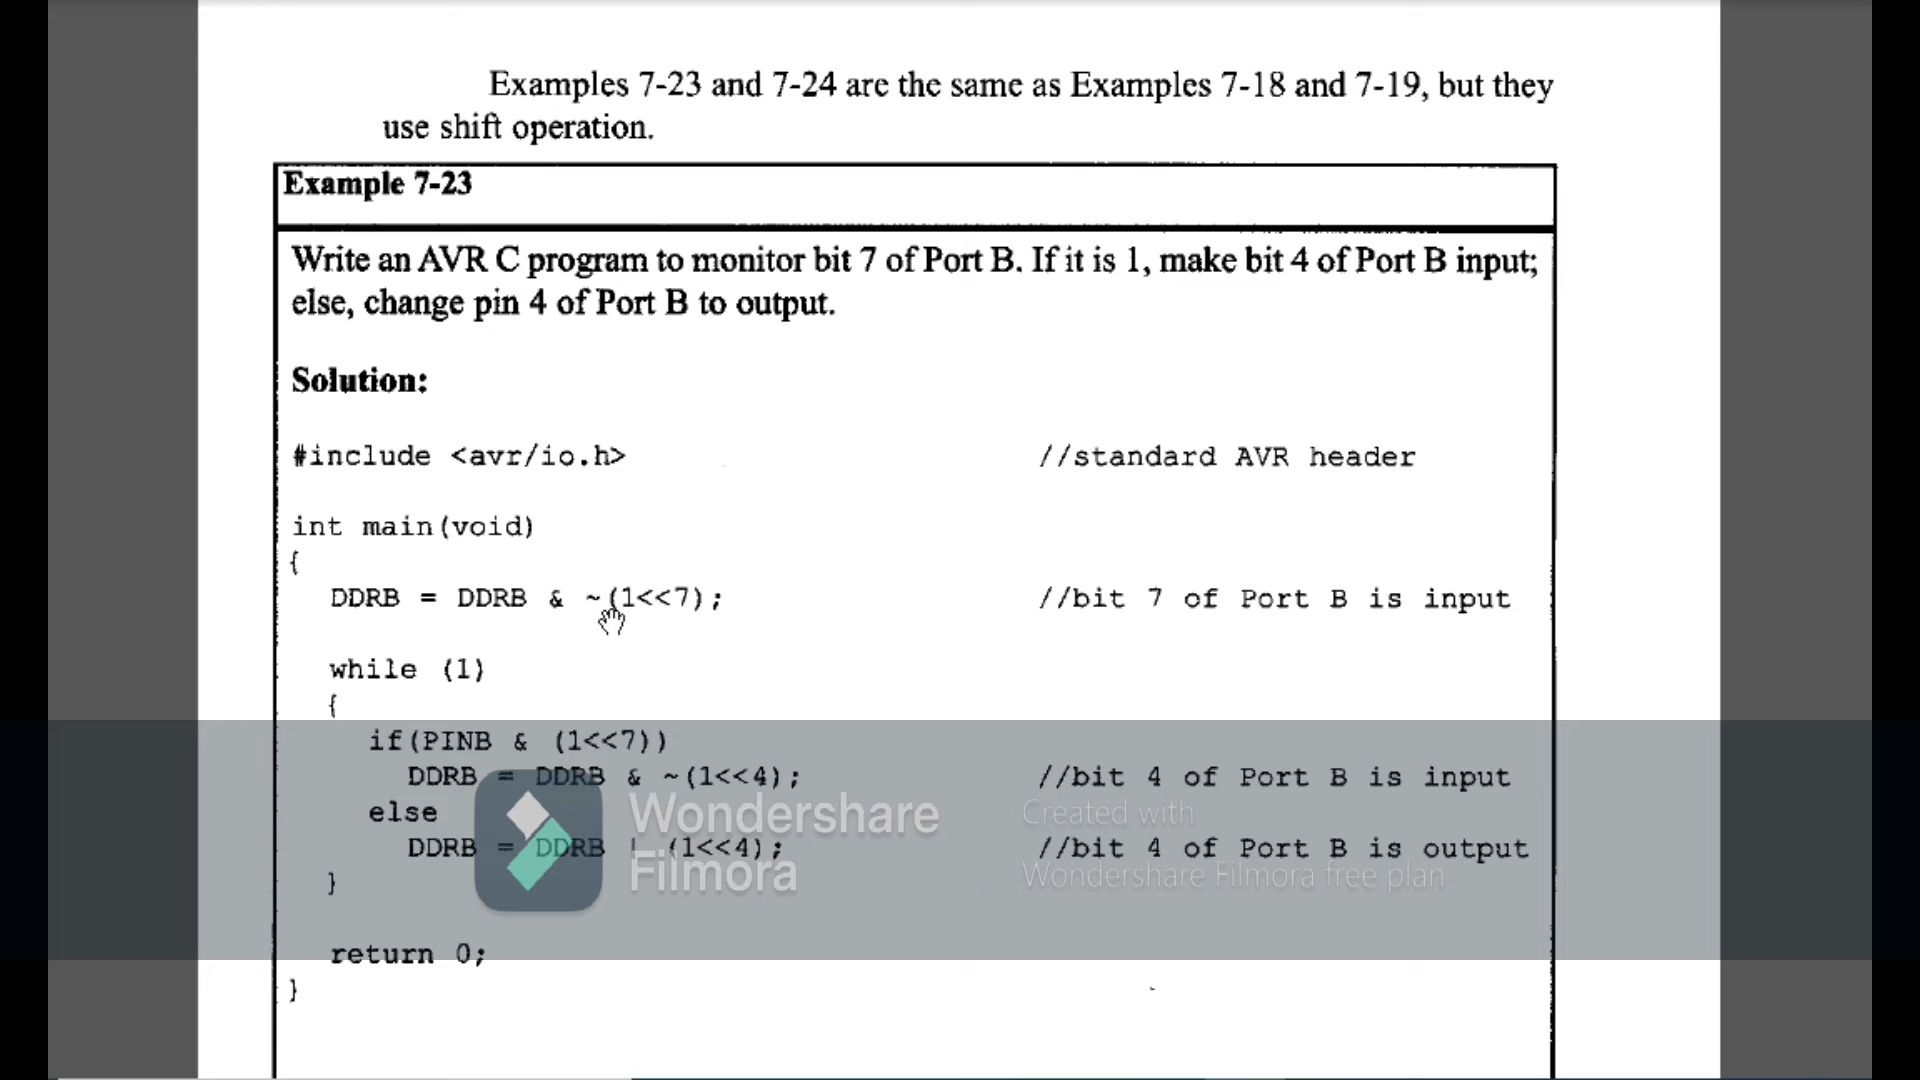 Examples 7-23 and 7-24 are the same as Examples 7-18 and 7-19, but they
use shift operation.
Example 7-23
Write an AVR C program to monitor bit 7 of Port B. If it is 1, make bit 4 of Port B input;
else, change pin 4 of Port B to output.
Solution:
#include <avr/io.h> //standard AVR header
int main(void)
{
DDRB = DDRB & ~(1<<7); //bit 7 of Port B is input
while (1)
{
if(PINB & (1<<7))
DDRB = DDRB & ~(1<<4); //bit 4 of Port B is input
else
DDRB = DDRB | (1<<4); //bit 4 of Port B is output
}
return 0;
}
Wondershare
Filmora
Created with
Wondershare Filmora free plan